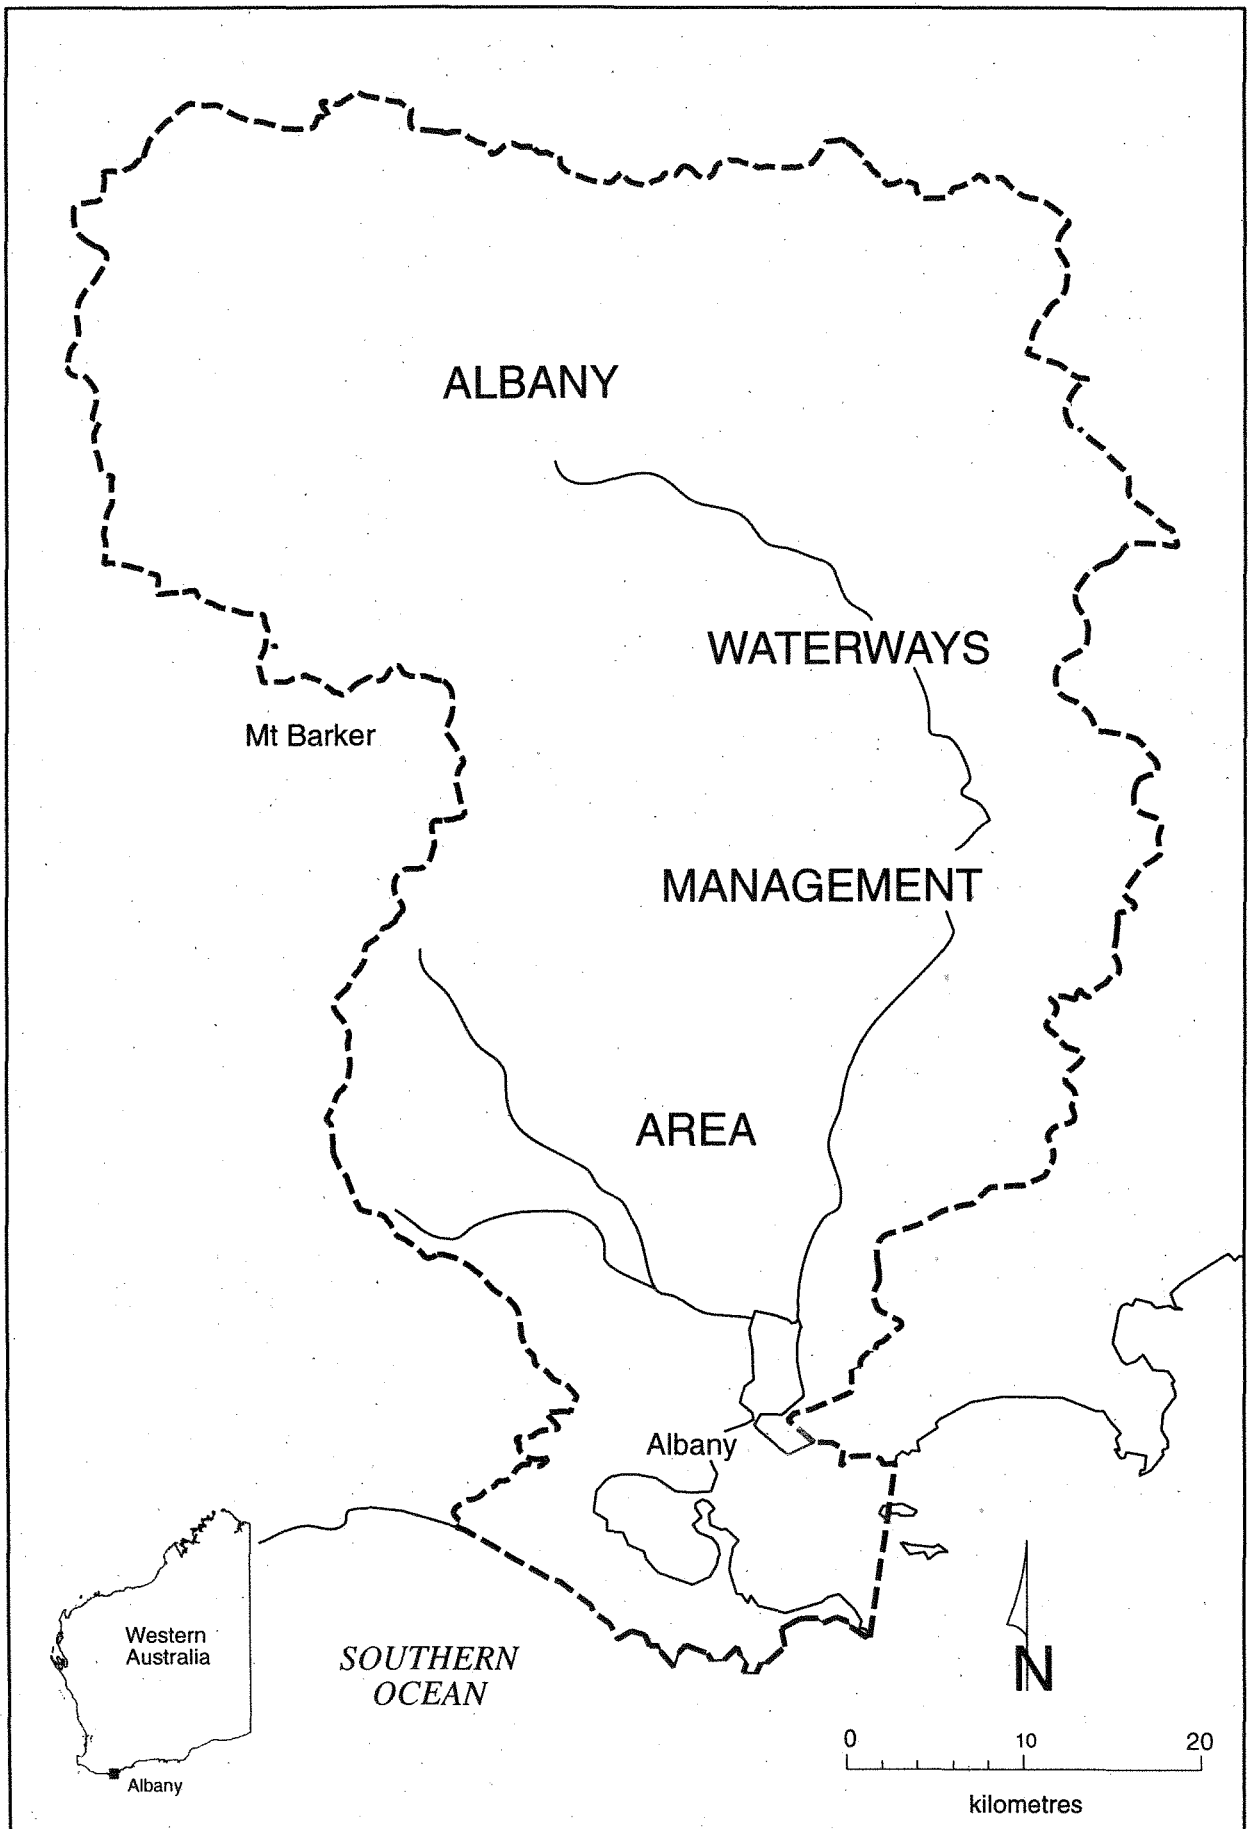 ALBANY
WATERWAYS
Mt Barker
MANAGEMENT
AREA
Albany
Western
Australia
SOUTHERN
OCEAN
N
Albany
0 10 20
kilometres